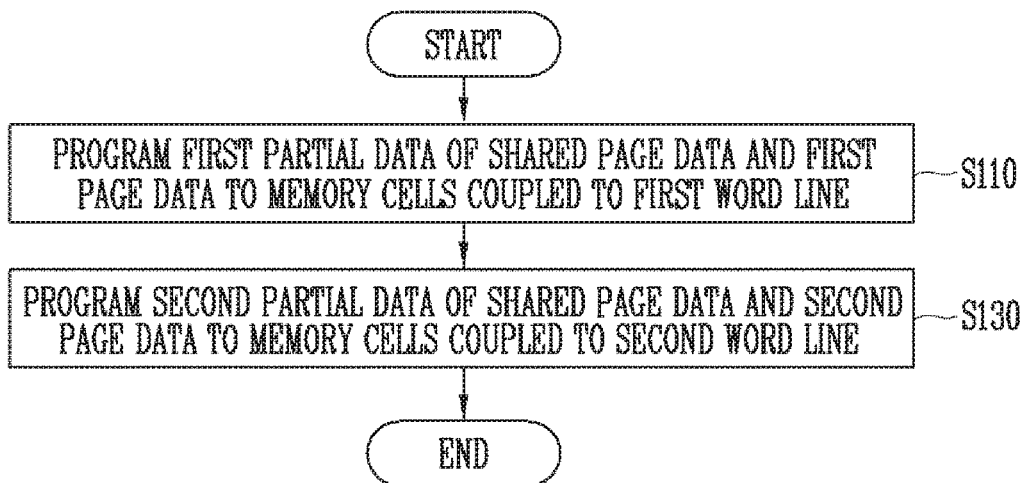 START
PROGRAM FIRST PARTIAL DATA OF SHARED PAGE DATA AND FIRST
PAGE DATA TO MEMORY CELLS COUPLED TO FIRST WORD LINE
S110
PROGRAM SECOND PARTIAL DATA OF SHARED PAGE DATA AND SECOND
PAGE DATA TO MEMORY CELLS COUPLED TO SECOND WORD LINE
S130
END